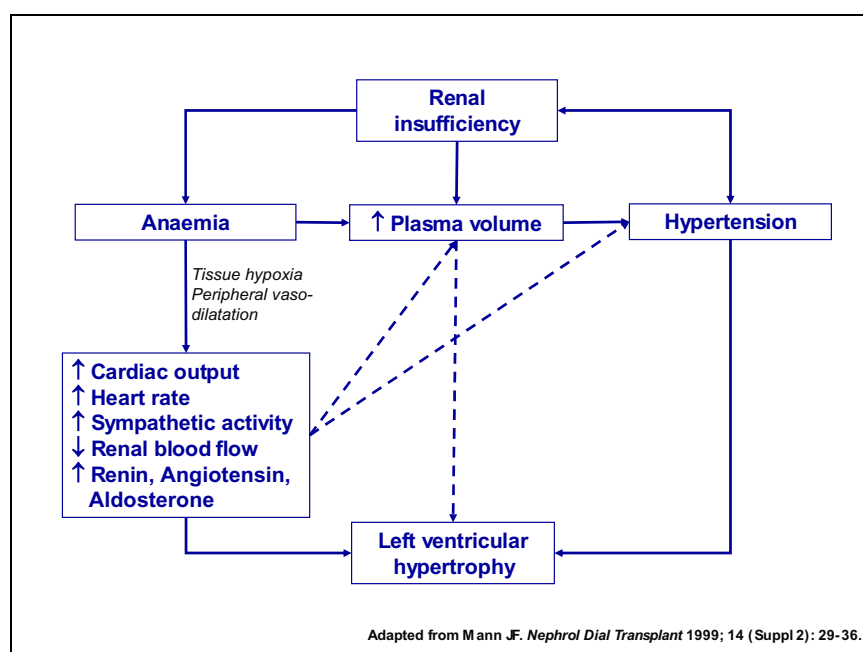 Renal
insufficiency
Anaemia
↑ Plasma volume
Hypertension
Tissue hypoxia
Peripheral vaso-
dilatation
↑ Cardiac output
↑ Heart rate
↑ Sympathetic activity
↓ Renal blood flow
↑ Renin, Angiotensin,
Aldosterone
Left ventricular
hypertrophy
Adapted from Mann JF. Nephrol Dial Transplant 1999; 14 (Suppl 2): 29-36.